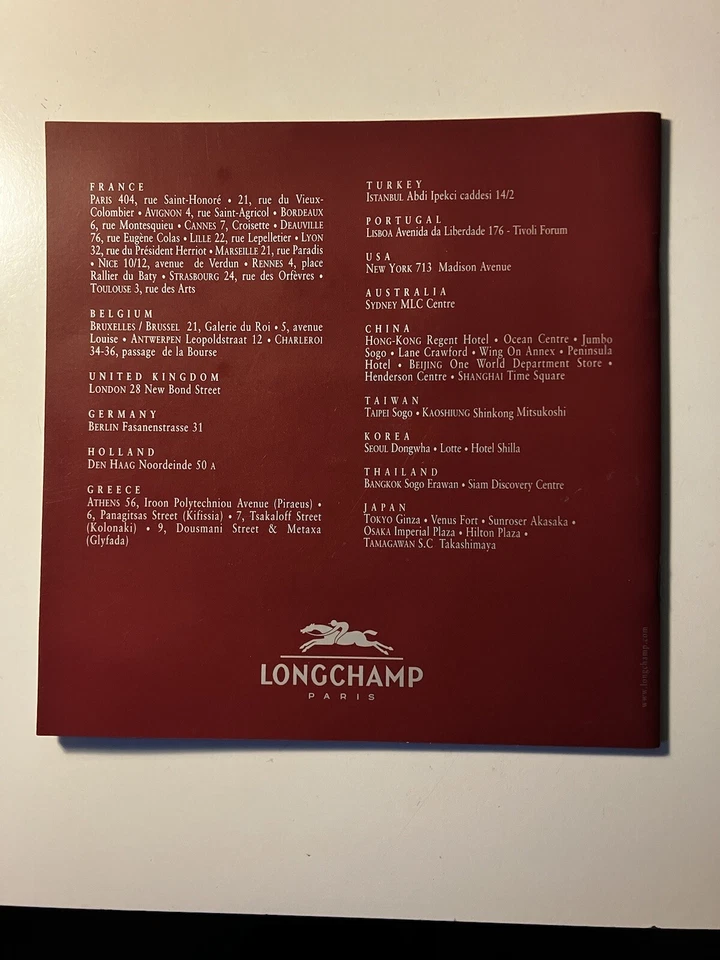 FRANCE
PARIS 404, rue Saint-Honoré • 21, rue du Vieux-
Colombier • AVIGNON 4, rue Saint-Agricol • BORDEAUX
6, rue Montesquieu • CANNES 7, Croisette • DEAUVILLE
76, rue Eugène Colas • LILLE 22, rue Lepelletier • LYON
32, rue du Président Herriot • MARSEILLE 21, rue Paradis
• NICE 10/12, avenue de Verdun • RENNES 4, place
Rallier du Baty • STRASBOURG 24, rue des Orfèvres •
TOULOUSE 3, rue des Arts
BELGIUM
BRUXELLES / BRUSSEL 21, Galerie du Roi • 5, avenue
Louise • ANTWERPEN Leopoldstraat 12 • CHARLEROI
34-36, passage de la Bourse
UNITED KINGDOM
LONDON 28 New Bond Street
GERMANY
BERLIN Fasanenstrasse 31
HOLLAND
DEN HAAG Noordeinde 50 A
GREECE
ATHENS 56, Iroon Polytechniou Avenue (Piraeus) •
6, Panagitsas Street (Kifissia) • 7, Tsakaloff Street
(Kolonaki) • 9, Dousmani Street & Metaxa
(Glyfada)
TURKEY
ISTANBUL Abdi Ipekci caddesi 14/2
PORTUGAL
LISBOA Avenida da Liberdade 176 - Tivoli Forum
USA
NEW YORK 713 Madison Avenue
AUSTRALIA
SYDNEY MLC Centre
CHINA
HONG-KONG Regent Hotel • Ocean Centre • Jumbo
Sogo • Lane Crawford • Wing On Annex • Peninsula
Hotel • BEIJING One World Department Store •
Henderson Centre • SHANGHAI Time Square
TAIWAN
TAIPEI Sogo • KAOSHIUNG Shinkong Mitsukoshi
KOREA
SEOUL Dongwha • Lotte • Hotel Shilla
THAILAND
BANGKOK Sogo Erawan • Siam Discovery Centre
JAPAN
TOKYO Ginza • Venus Fort • Sunroser Akasaka •
OSAKA Imperial Plaza • Hilton Plaza •
TAMAGAWAN S.C Takashimaya
LONGCHAMP
PARIS
www.longchamp.com